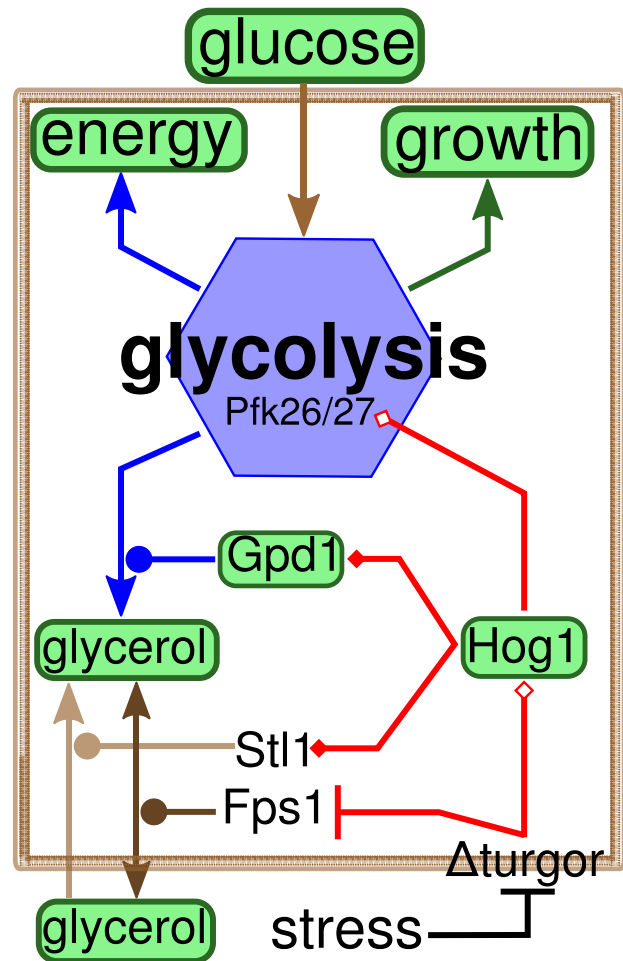 glucose
energy
growth
glycolysis
Pfk26/27
Gpd1
glycerol
Hog1
Stl1
Fps1
Δturgor
glycerol
stress